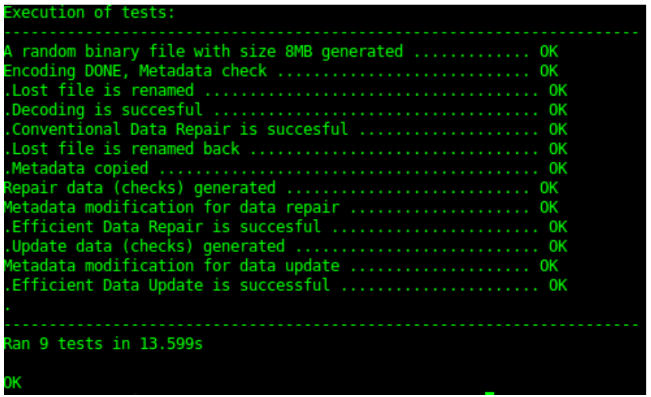 Execution of tests:
----------------------------------------------------------------------
A random binary file with size 8MB generated ............. OK
Encoding DONE, Metadata check ............................ OK
.Lost file is renamed ..................................... OK
.Decoding is succesful .................................... OK
.Conventional Data Repair is succesful .................... OK
.Lost file is renamed back ................................ OK
.Metadata copied .......................................... OK
Repair data (checks) generated ........................... OK
Metadata modification for data repair .................... OK
.Efficient Data Repair is succesful ....................... OK
.Update data (checks) generated ........................... OK
Metadata modification for data update .................... OK
.Efficient Data Update is successful ...................... OK
.
----------------------------------------------------------------------
Ran 9 tests in 13.599s
OK